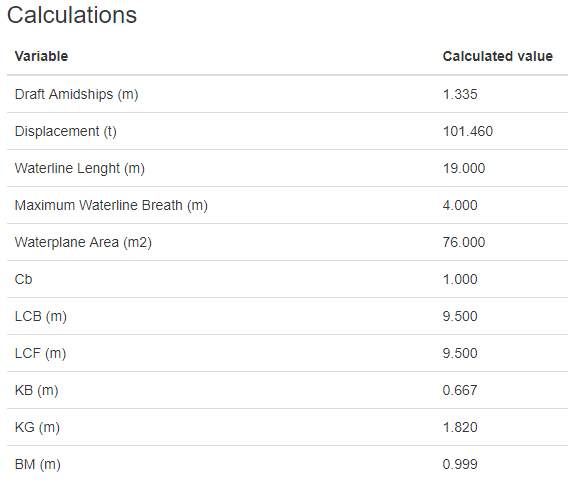 Calculations
Variable Calculated value
Draft Amidships (m) 1.335
Displacement (t) 101.460
Waterline Lenght (m) 19.000
Maximum Waterline Breath (m) 4.000
Waterplane Area (m2) 76.000
Cb 1.000
LCB (m) 9.500
LCF (m) 9.500
KB (m) 0.667
KG (m) 1.820
BM (m) 0.999